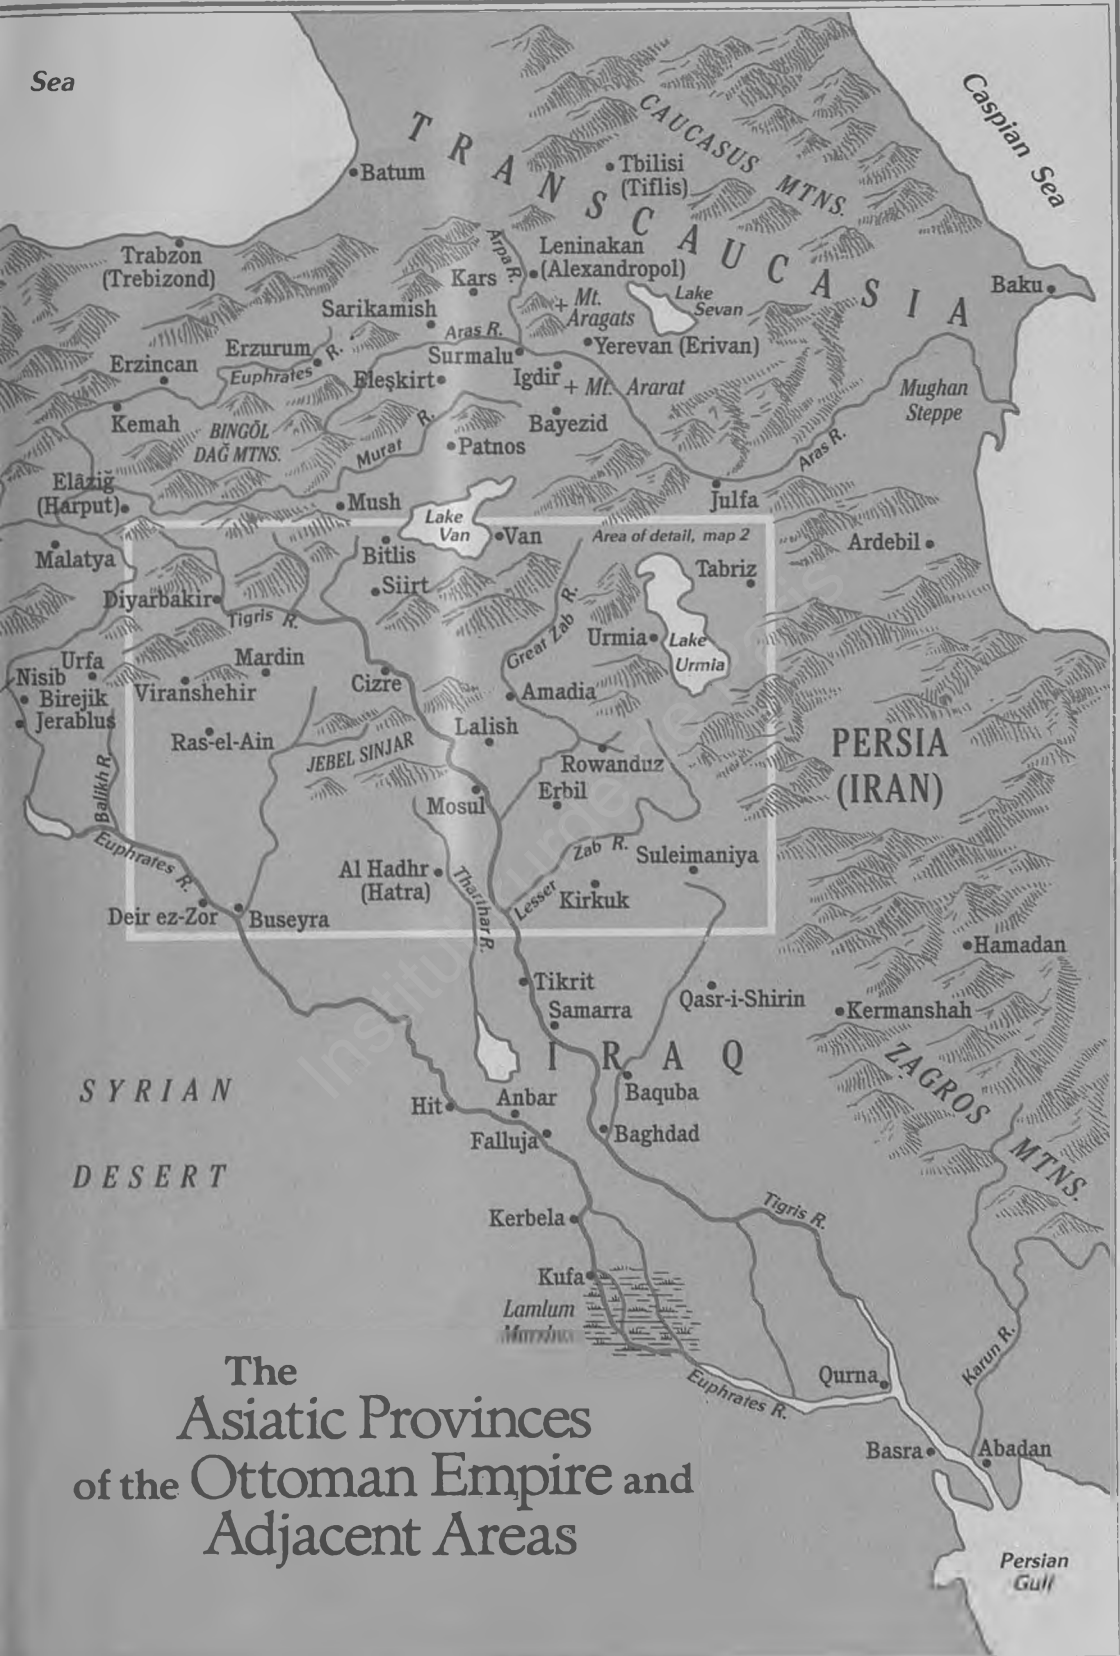 Sea
Caspian Sea
TRANSCAUCASIA
CAUCASUS MTNS.
Batum
Tbilisi
(Tiflis)
Trabzon
(Trebizond)
Arpa R.
Leninakan
(Alexandropol)
Kars
Baku
Sarikamish
+ Mt.
Aragats
Lake
Sevan
Aras R.
Erzurum
Surmalu
Yerevan (Erivan)
Erzincan
Euphrates R.
Eleşkirt
Igdir
+ Mt. Ararat
Mughan
Steppe
Kemah
BINGÖL
DAĞ MTNS.
Murat R.
Bayezid
Patnos
Aras R.
Elâziğ
(Harput)
Mush
Julfa
Lake
Van
Van
Area of detail, map 2
Ardebil
Malatya
Bitlis
Siirt
Tabriz
Diyarbakir
Tigris R.
Great Zab R.
Urmia
Lake
Urmia
Urfa
Mardin
Nisib
Birejik
Viranshehir
Cizre
Amadia
Jerablus
Ras-el-Ain
Lalish
JEBEL SINJAR
Rowanduz
PERSIA
(IRAN)
Balikh R.
Mosul
Erbil
Euphrates R.
Lesser Zab R.
Suleimaniya
Al Hadhr
(Hatra)
Tharthar R.
Kirkuk
Deir ez-Zor
Buseyra
Hamadan
Tikrit
Samarra
Qasr-i-Shirin
Kermanshah
IRAQ
ZAGROS MTNS.
SYRIAN
DESERT
Hit
Anbar
Baquba
Falluja
Baghdad
Kerbela
Tigris R.
Kufa
Lamlum
Karun R.
Euphrates R.
Qurna
Basra
Abadan
The
Asiatic Provinces
of the Ottoman Empire and
Adjacent Areas
Persian
Gulf